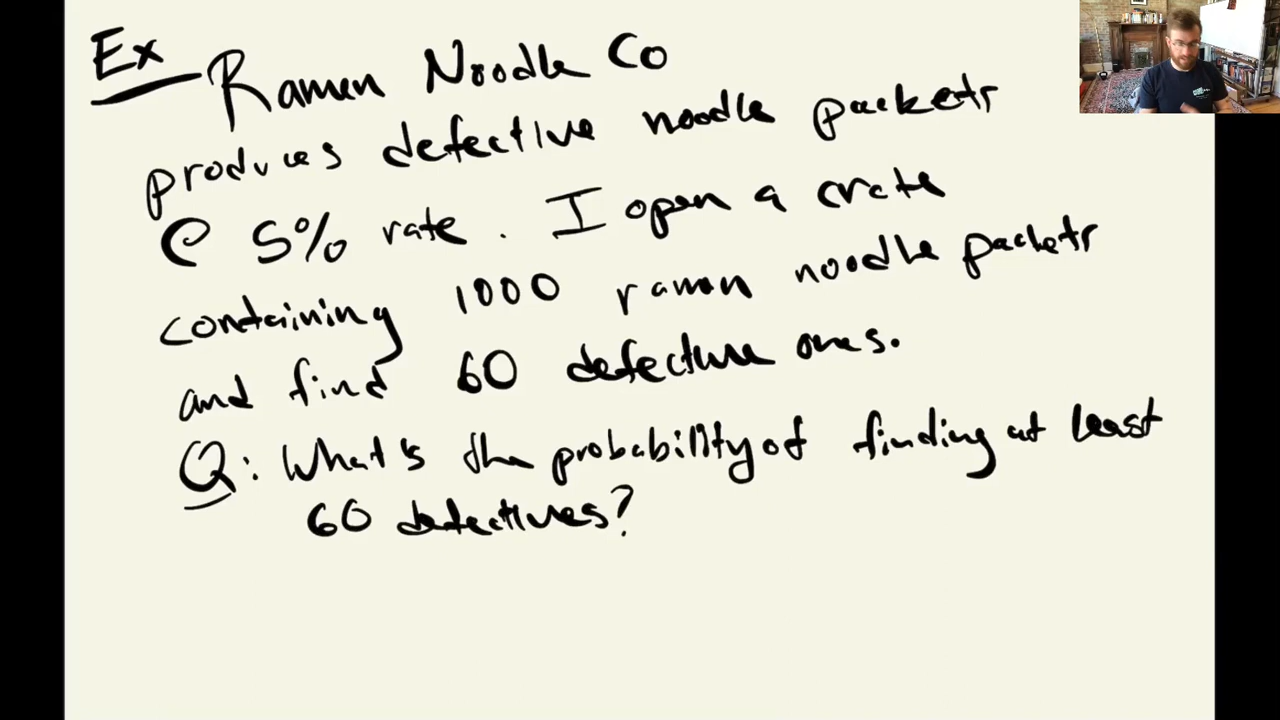 Ex Ramen Noodle Co
produces defective noodle packets
@ 5% rate. I open a crate
containing 1000 ramen noodle packets
and find 60 defective ones.
Q: What's the probability of finding at least
60 defectives?